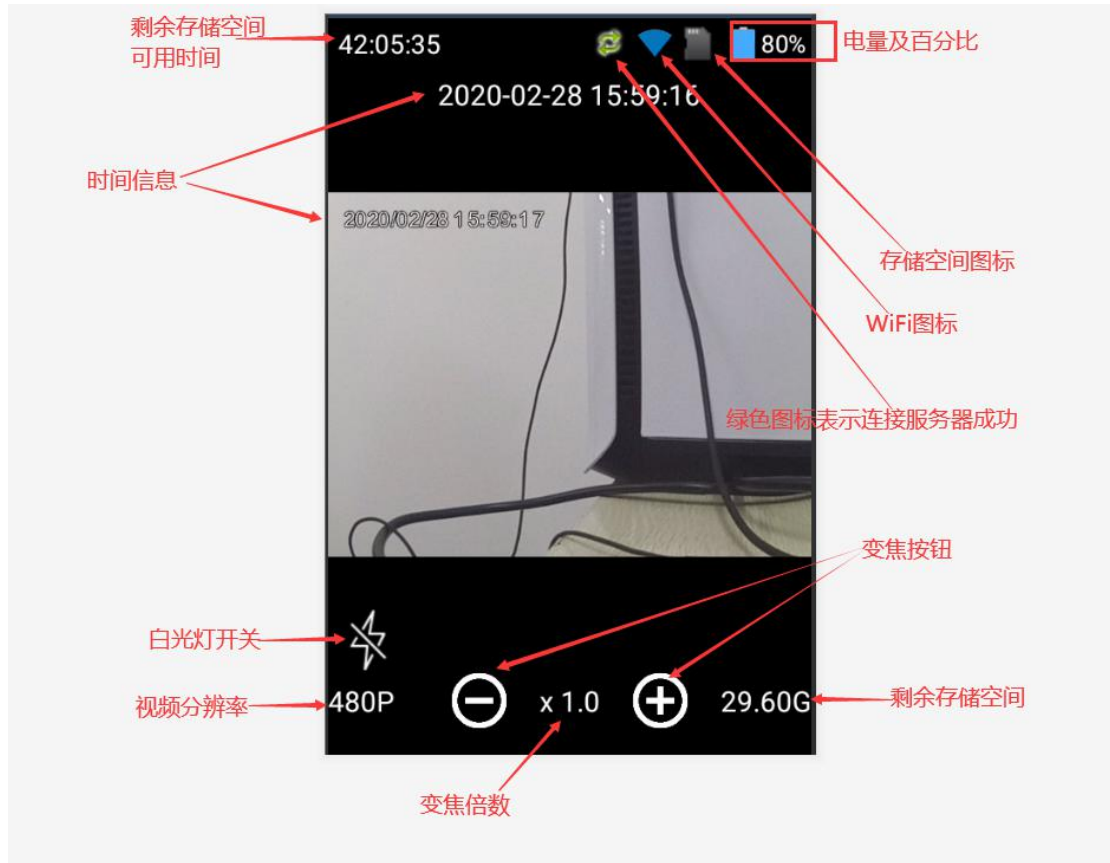 剩余存储空间
可用时间
42:05:35
80%
电量及百分比
2020-02-28 15:59:16
时间信息
2020/02/28 15:59:17
存储空间图标
WiFi图标
绿色图标表示连接服务器成功
变焦按钮
白光灯开关
视频分辨率
480P
x 1.0
29.60G
剩余存储空间
变焦倍数